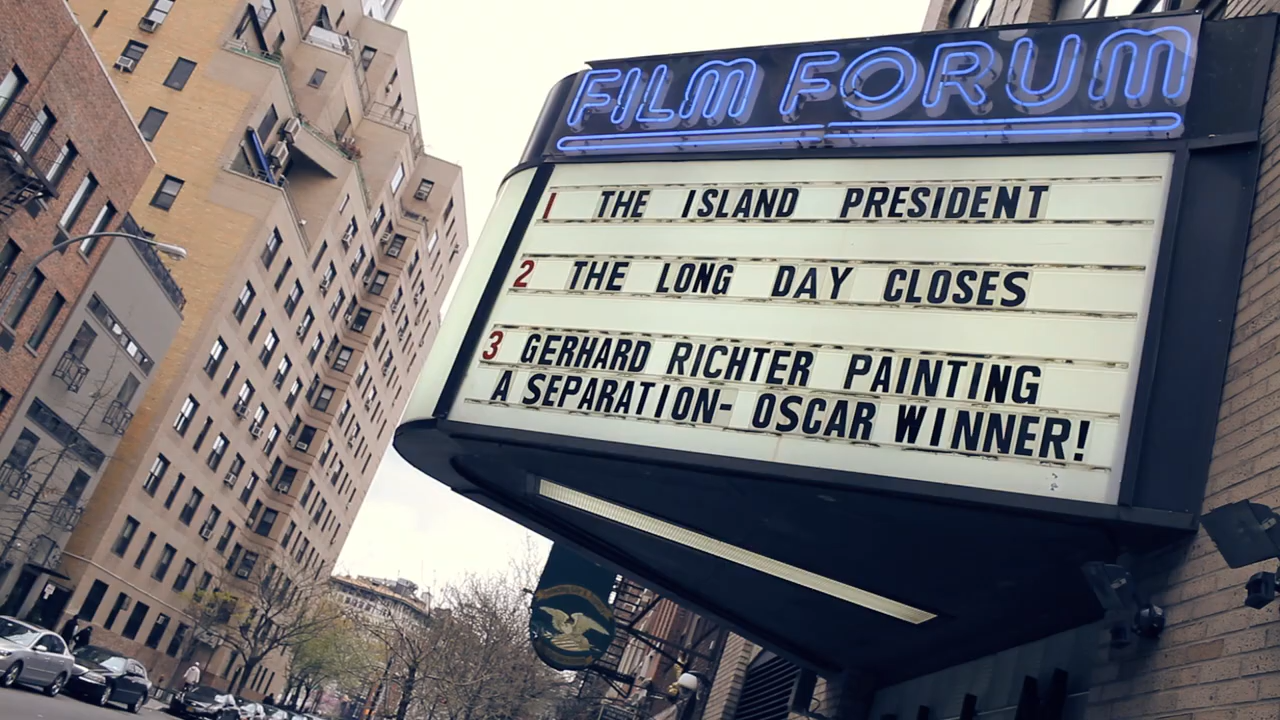 FILM FORUM
1 THE ISLAND PRESIDENT
2 THE LONG DAY CLOSES
3 GERHARD RICHTER PAINTING
A SEPARATION- OSCAR WINNER!